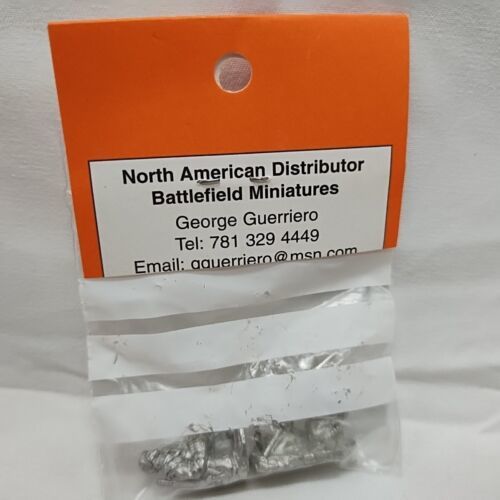 North American Distributor
Battlefield Miniatures
George Guerriero
Tel: 781 329 4449
Email: gguerriero@msn.com